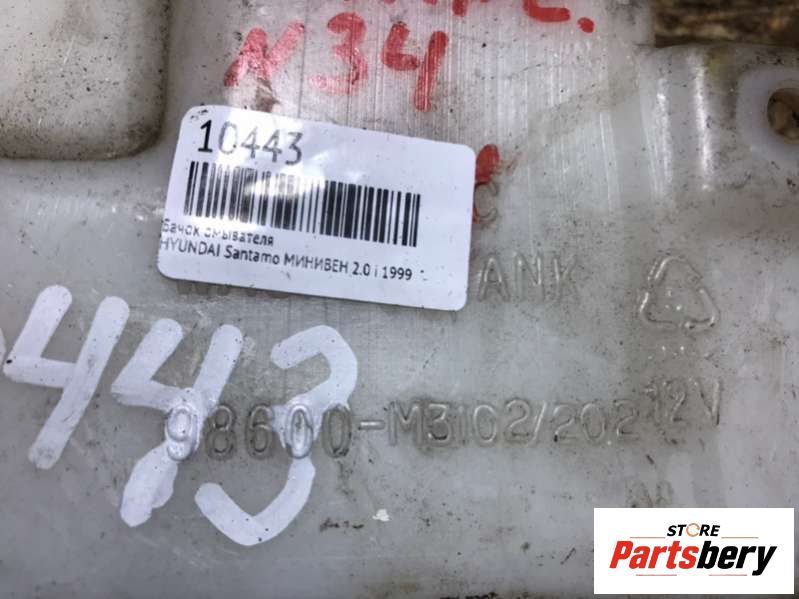 N34
10443
Бачок омывателя
HYUNDAI Santamo МИНИВЕН 2.0 i 1999
ANK
443
98600-M3102/202 12V
STORE
Partsbery